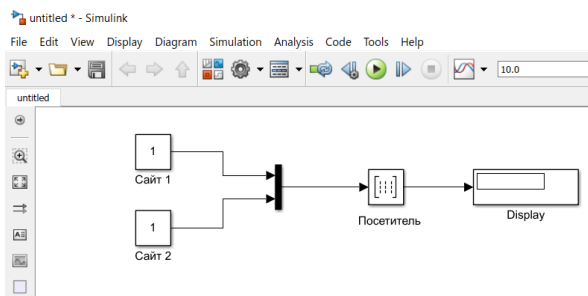 untitled * - Simulink
File Edit View Display Diagram Simulation Analysis Code Tools Help
10.0
untitled
1
Сайт 1
1
Сайт 2
Посетитель
Display